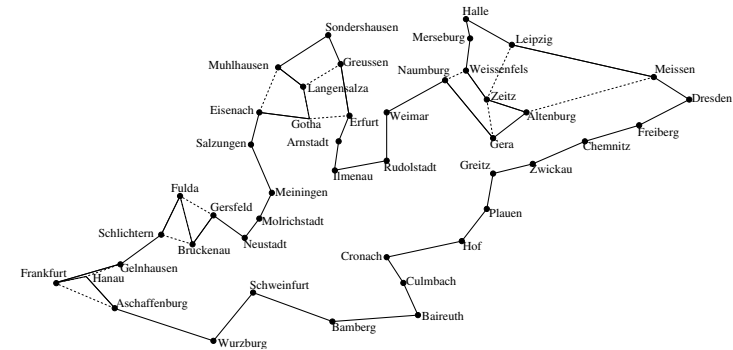 Halle
Sondershausen
Merseburg
Leipzig
Greussen
Muhlhausen
Naumburg
Weissenfels
Meissen
Langensalza
Zeitz
Dresden
Eisenach
Gotha
Erfurt
Weimar
Altenburg
Freiberg
Salzungen
Arnstadt
Gera
Chemnitz
Ilmenau
Rudolstadt
Greitz
Zwickau
Fulda
Meiningen
Gersfeld
Molrichstadt
Plauen
Schlichtern
Bruckenau
Neustadt
Hof
Cronach
Frankfurt
Gelnhausen
Hanau
Schweinfurt
Culmbach
Aschaffenburg
Bamberg
Baireuth
Wurzburg